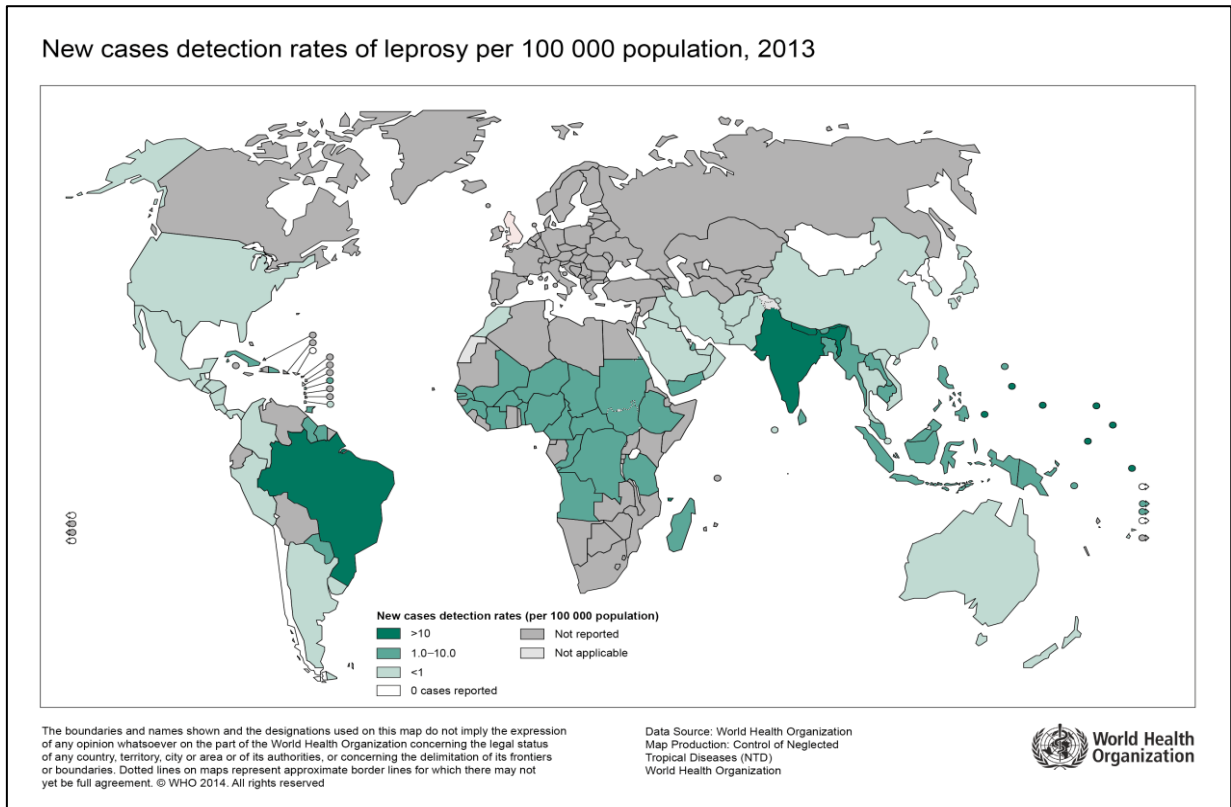 New cases detection rates of leprosy per 100 000 population, 2013
New cases detection rates (per 100 000 population)
>10
1.0–10.0
<1
0 cases reported
Not reported
Not applicable
The boundaries and names shown and the designations used on this map do not imply the expression
of any opinion whatsoever on the part of the World Health Organization concerning the legal status
of any country, territory, city or area or of its authorities, or concerning the delimitation of its frontiers
or boundaries. Dotted lines on maps represent approximate border lines for which there may not
yet be full agreement. © WHO 2014. All rights reserved
Data Source: World Health Organization
Map Production: Control of Neglected
Tropical Diseases (NTD)
World Health Organization
World Health
Organization